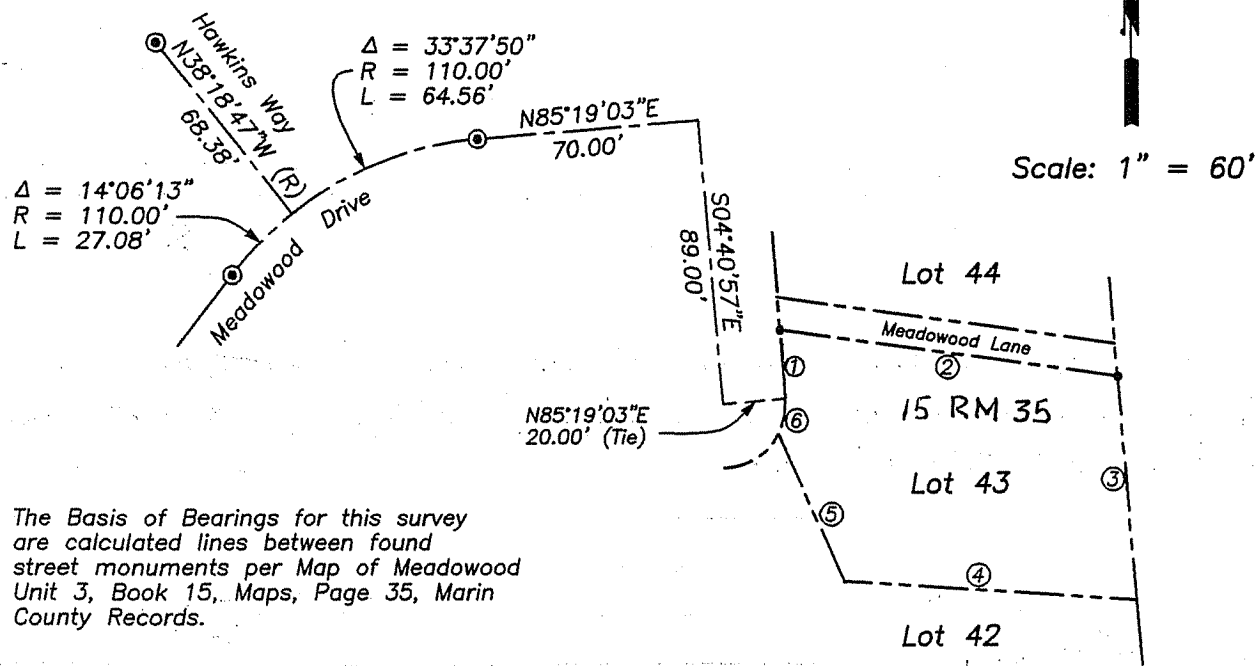 N
Scale: 1" = 60'
Hawkins Way
N38°18'47"W (R)
68.38'
Δ = 33°37'50"
R = 110.00'
L = 64.56'
N85°19'03"E
70.00'
Δ = 14°06'13"
R = 110.00'
L = 27.08'
Meadowood Drive
S04°40'57"E
89.00'
Lot 44
Meadowood Lane
①
②
15 RM 35
N85°19'03"E
20.00' (Tie)
⑥
Lot 43
③
⑤
④
Lot 42
The Basis of Bearings for this survey
are calculated lines between found
street monuments per Map of Meadowood
Unit 3, Book 15, Maps, Page 35, Marin
County Records.